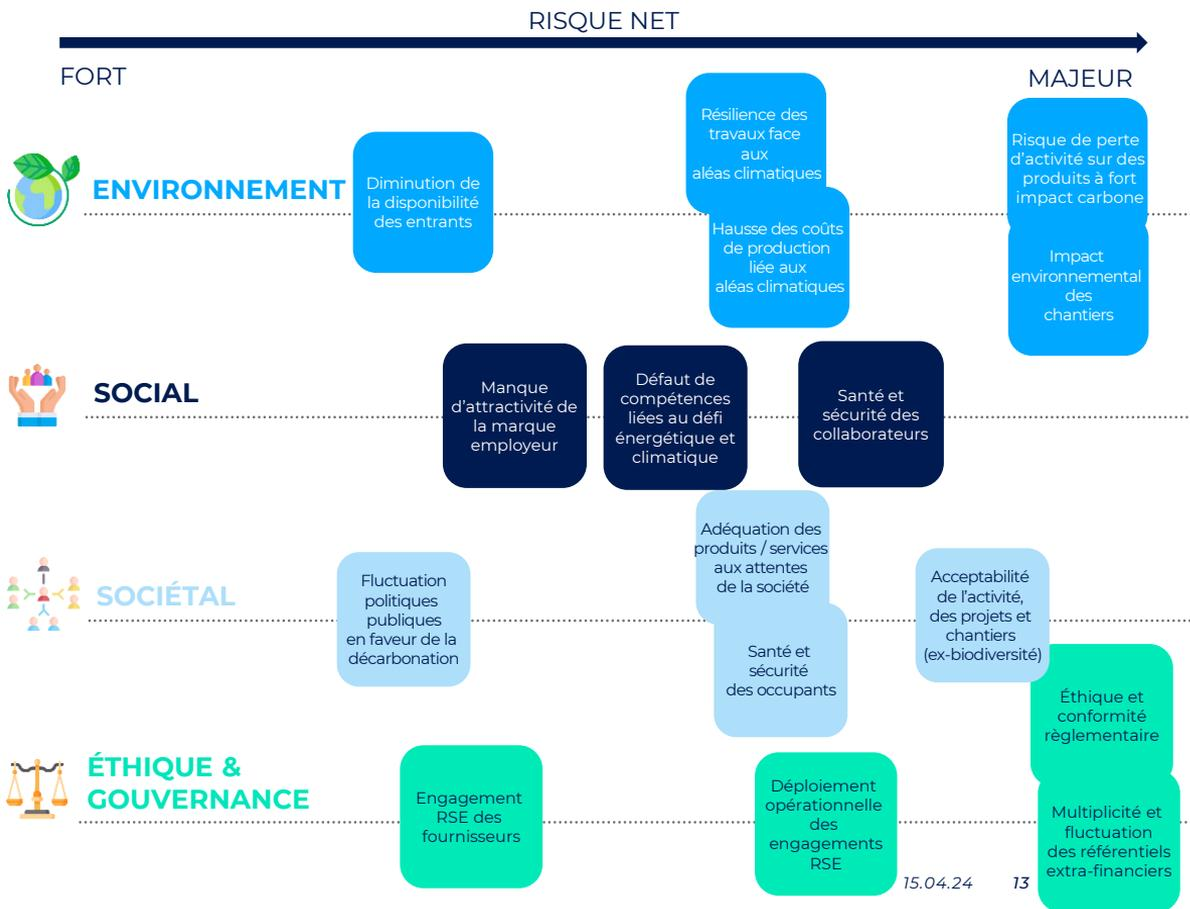 RISQUE NET
FORT
MAJEUR
ENVIRONNEMENT
Diminution de
la disponibilité
des entrants
Résilience des
travaux face
aux
aléas climatiques
Hausse des coûts
de production
liée aux
aléas climatiques
Risque de perte
d'activité sur des
produits à fort
impact carbone
Impact
environnemental
des
chantiers
SOCIAL
Manque
d'attractivité de
la marque
employeur
Défaut de
compétences
liées au défi
énergétique et
climatique
Santé et
sécurité des
collaborateurs
SOCIÉTAL
Fluctuation
politiques
publiques
en faveur de la
décarbonation
Adéquation des
produits / services
aux attentes
de la société
Santé et
sécurité
des occupants
Acceptabilité
de l'activité,
des projets et
chantiers
(ex-biodiversité)
ÉTHIQUE &
GOUVERNANCE
Engagement
RSE des
fournisseurs
Déploiement
opérationnelle
des
engagements
RSE
Éthique et
conformité
règlementaire
Multiplicité et
fluctuation
des référentiels
extra-financiers
15.04.24
13